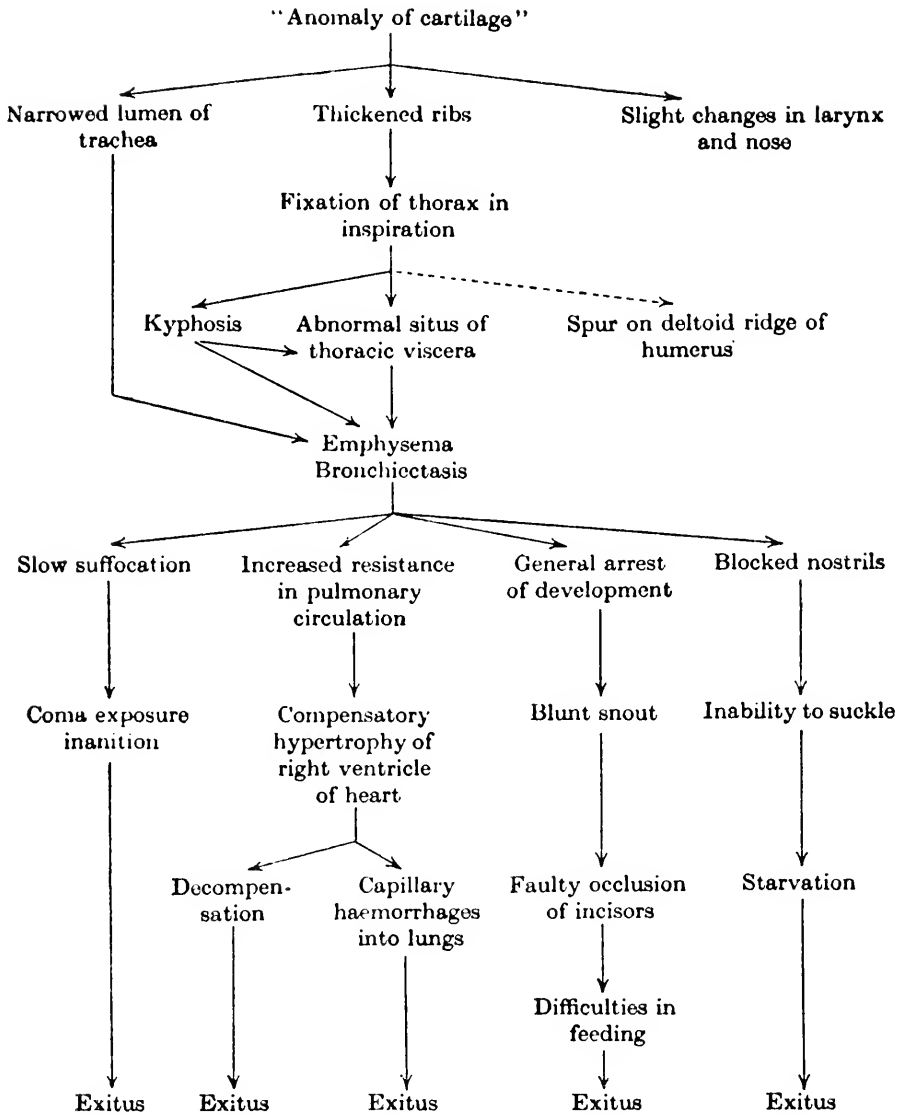 "Anomaly of cartilage"
Narrowed lumen of
trachea
Thickened ribs
Slight changes in larynx
and nose
Fixation of thorax in
inspiration
Kyphosis
Abnormal situs of
thoracic viscera
Spur on deltoid ridge of
humerus
Emphysema
Bronchiectasis
Slow suffocation
Increased resistance
in pulmonary
circulation
General arrest
of development
Blocked nostrils
Coma exposure
inanition
Compensatory
hypertrophy of
right ventricle
of heart
Blunt snout
Inability to suckle
Decompen-
sation
Capillary
haemorrhages
into lungs
Faulty occlusion
of incisors
Starvation
Difficulties in
feeding
Exitus
Exitus
Exitus
Exitus
Exitus